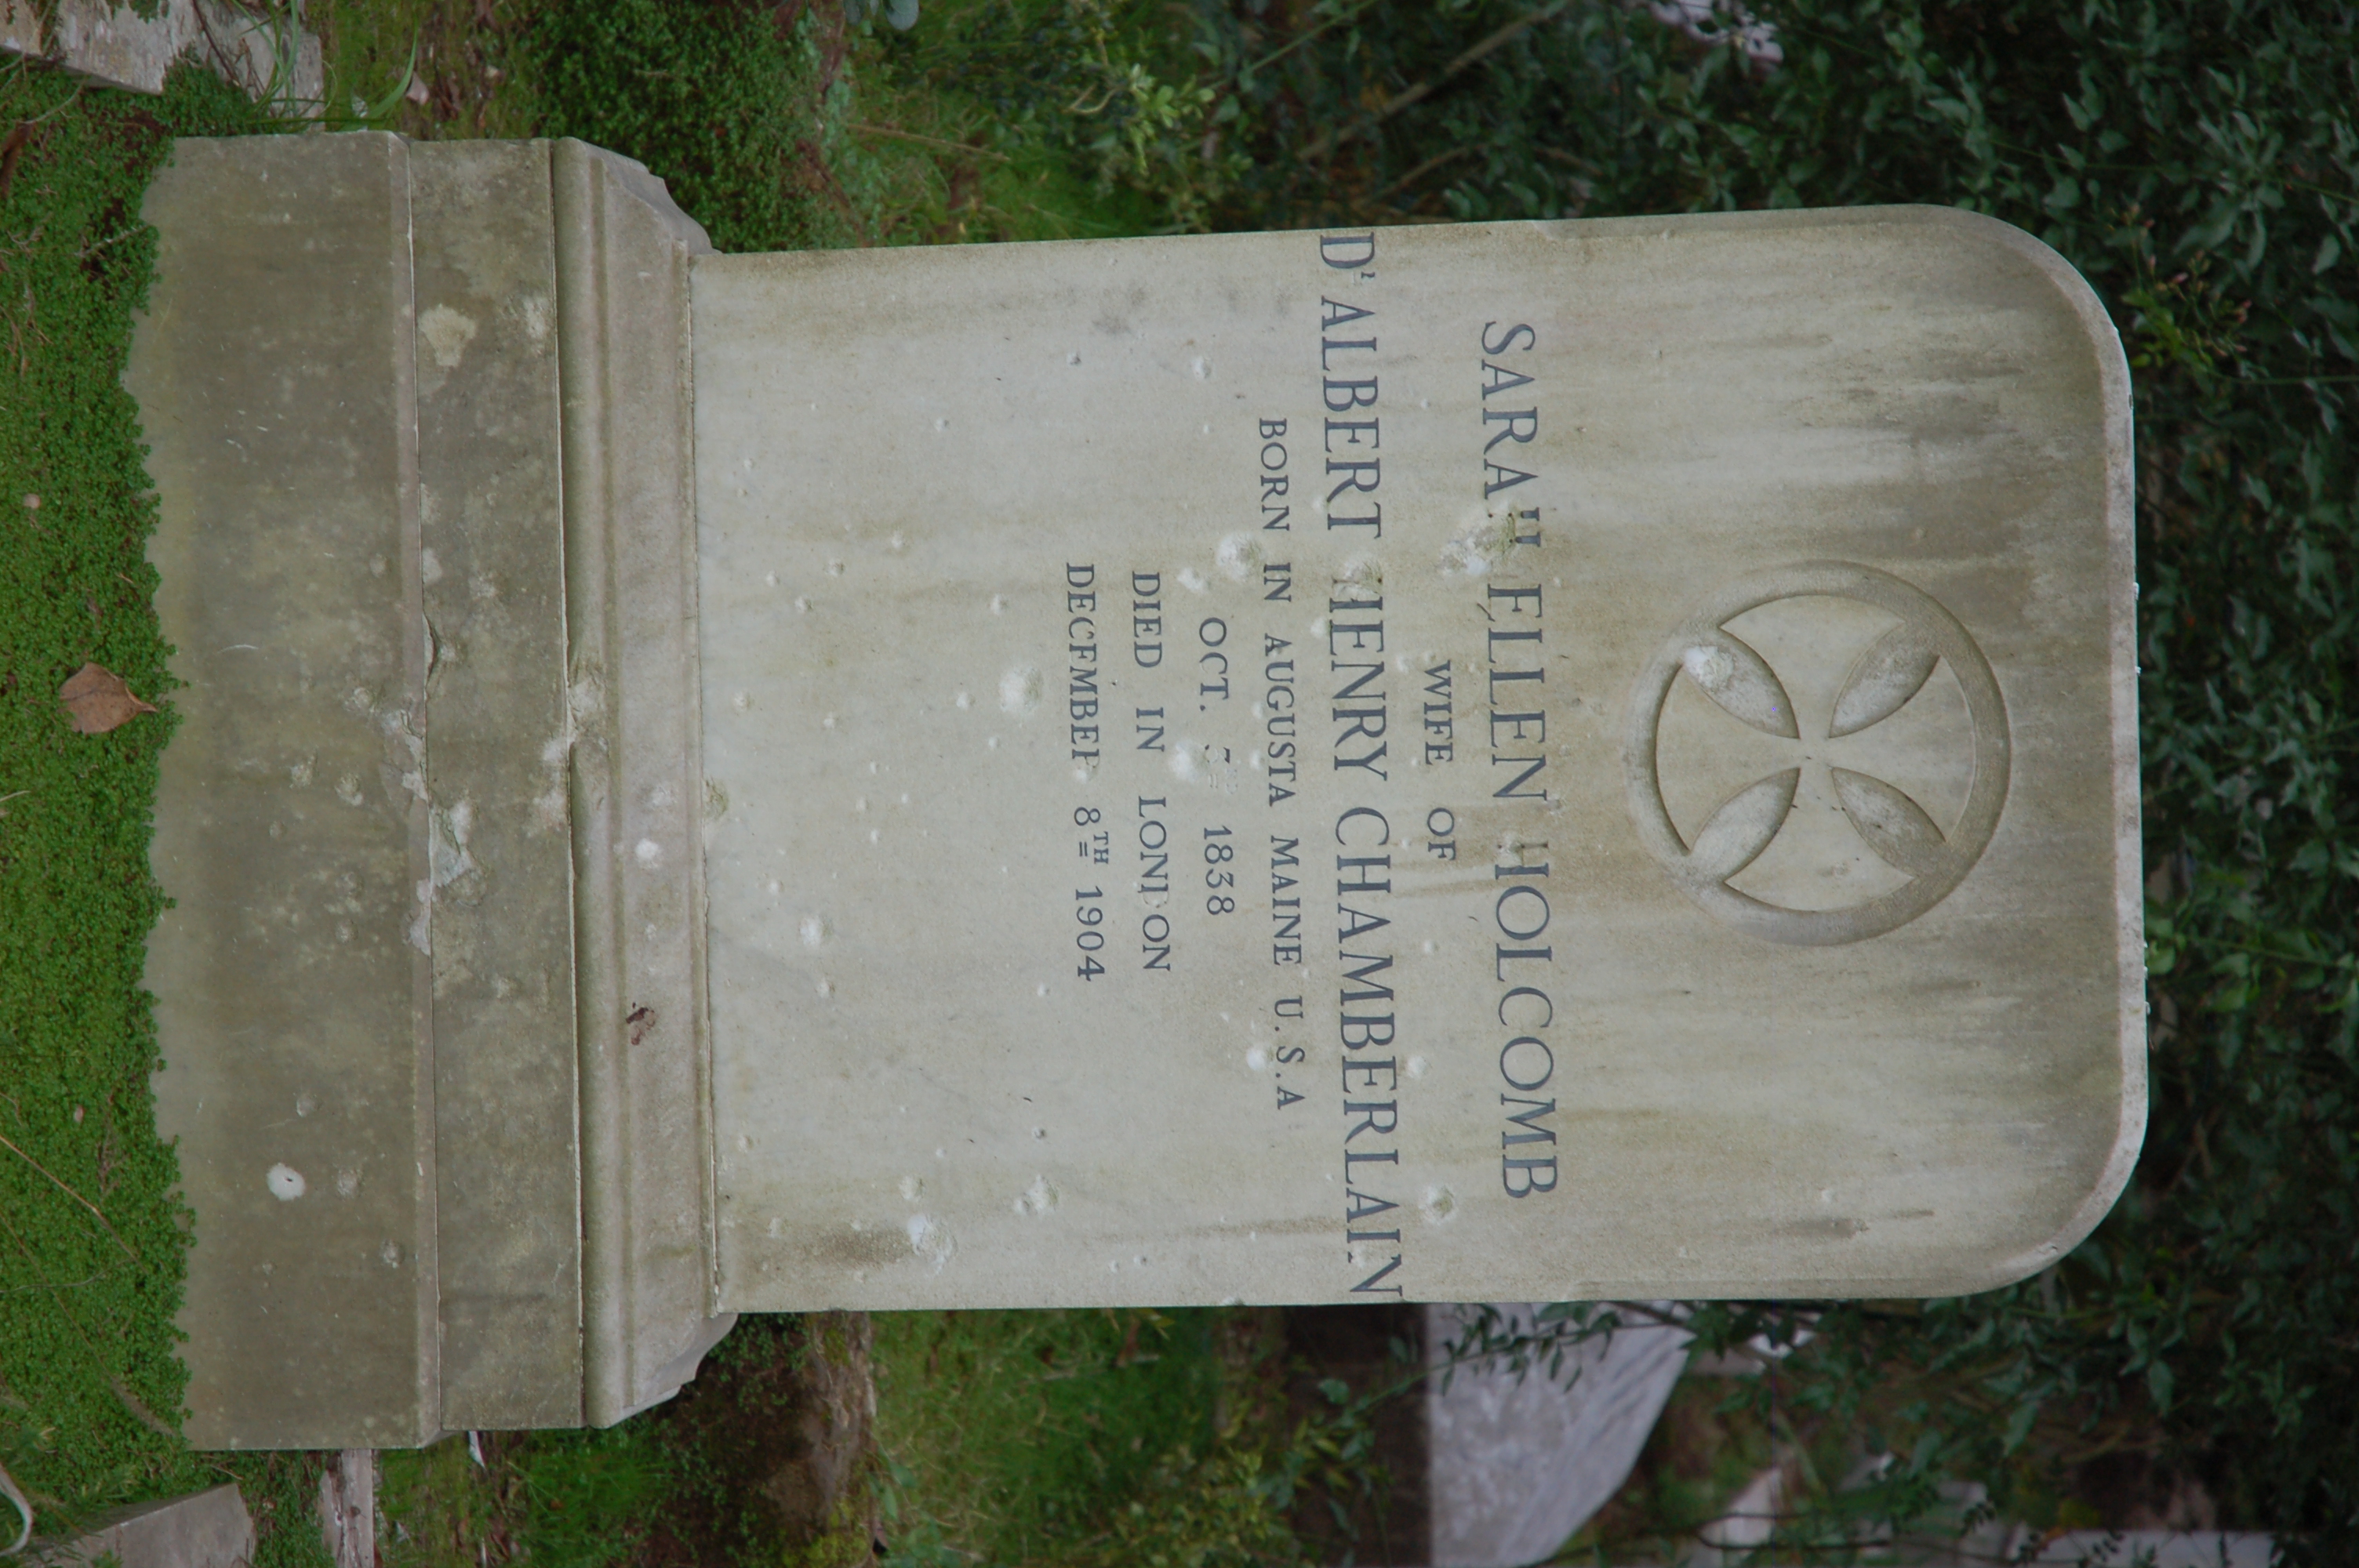 SARAH ELLEN HOLCOMB
WIFE OF
Dʳ ALBERT HENRY CHAMBERLAIN
BORN IN AUGUSTA MAINE U.S.A
OCT. 1838
DIED IN LONDON
DECEMBER 8TH 1904